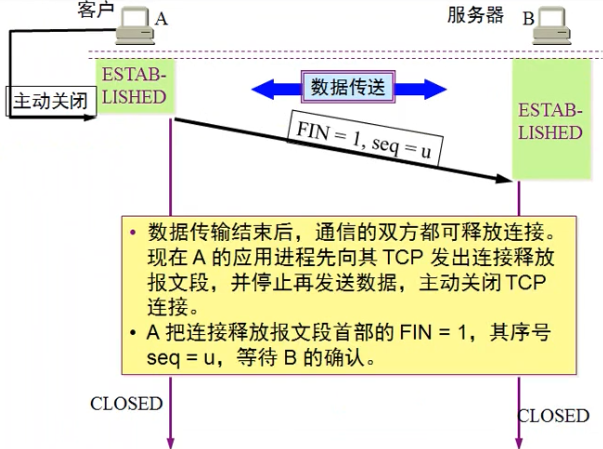 客户 A
服务器 B
ESTAB-
LISHED
主动关闭
数据传送
ESTAB-
LISHED
FIN = 1, seq = u
• 数据传输结束后，通信的双方都可释放连接。
现在 A 的应用进程先向其 TCP 发出连接释放
报文段，并停止再发送数据，主动关闭 TCP
连接。
• A 把连接释放报文段首部的 FIN = 1，其序号
seq = u，等待 B 的确认。
CLOSED
CLOSED